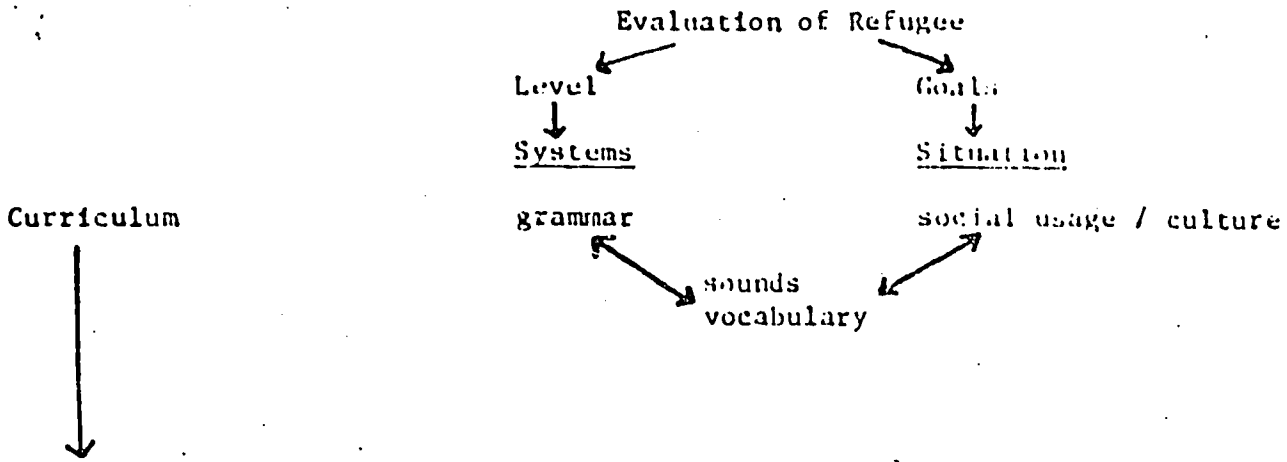 Evaluation of Refugee
Level Goals
Systems Situation
Curriculum grammar social usage / culture
sounds
vocabulary